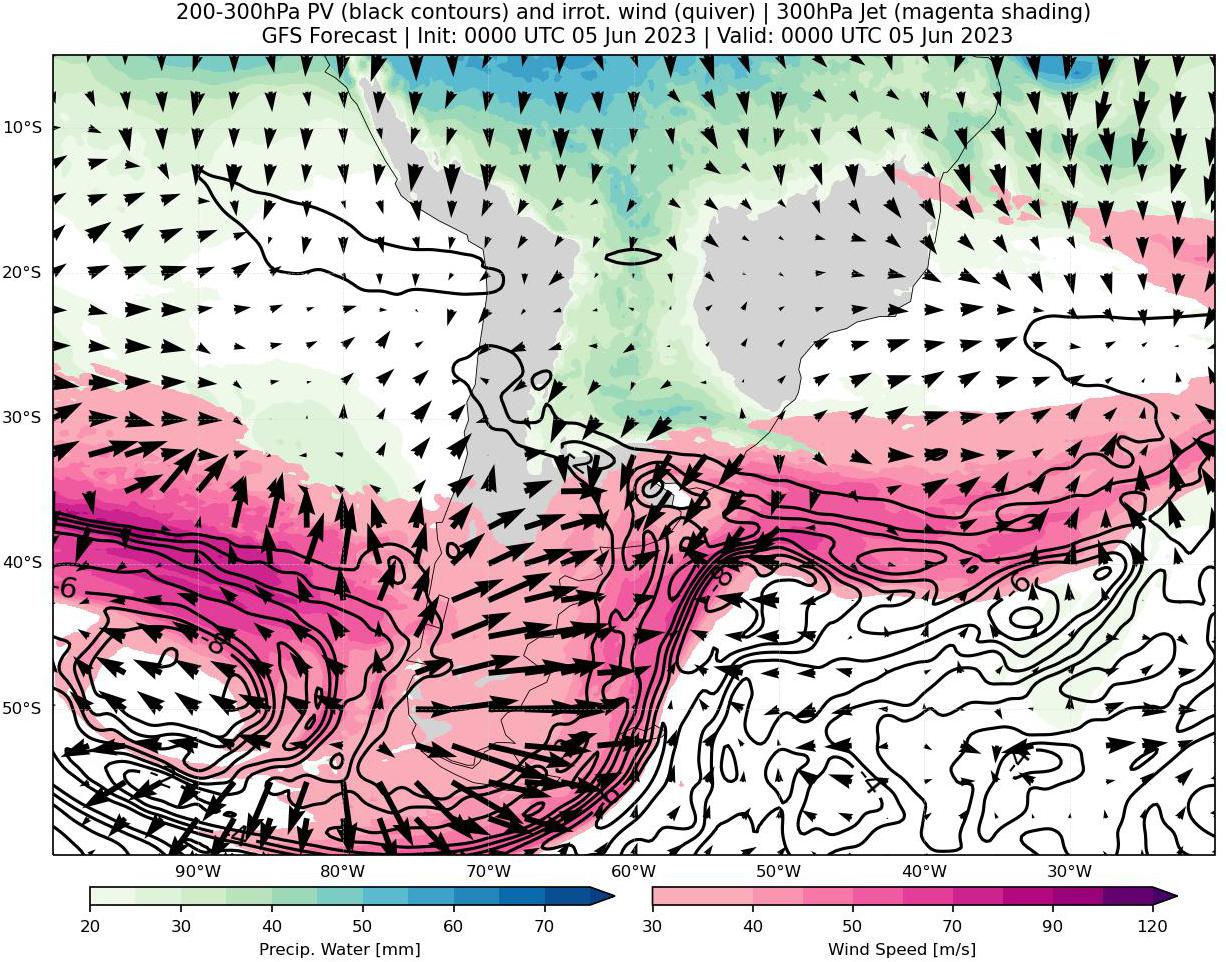 200-300hPa PV (black contours) and irrot. wind (quiver) | 300hPa Jet (magenta shading)
GFS Forecast | Init: 0000 UTC 05 Jun 2023 | Valid: 0000 UTC 05 Jun 2023
10°S
20°S
-2
30°S
40°S
-6
-8
-6
-8
50°S
-4
-4
90°W 80°W 70°W 60°W 50°W 40°W 30°W
20 30 40 50 60 70
Precip. Water [mm]
30 40 50 70 90 120
Wind Speed [m/s]